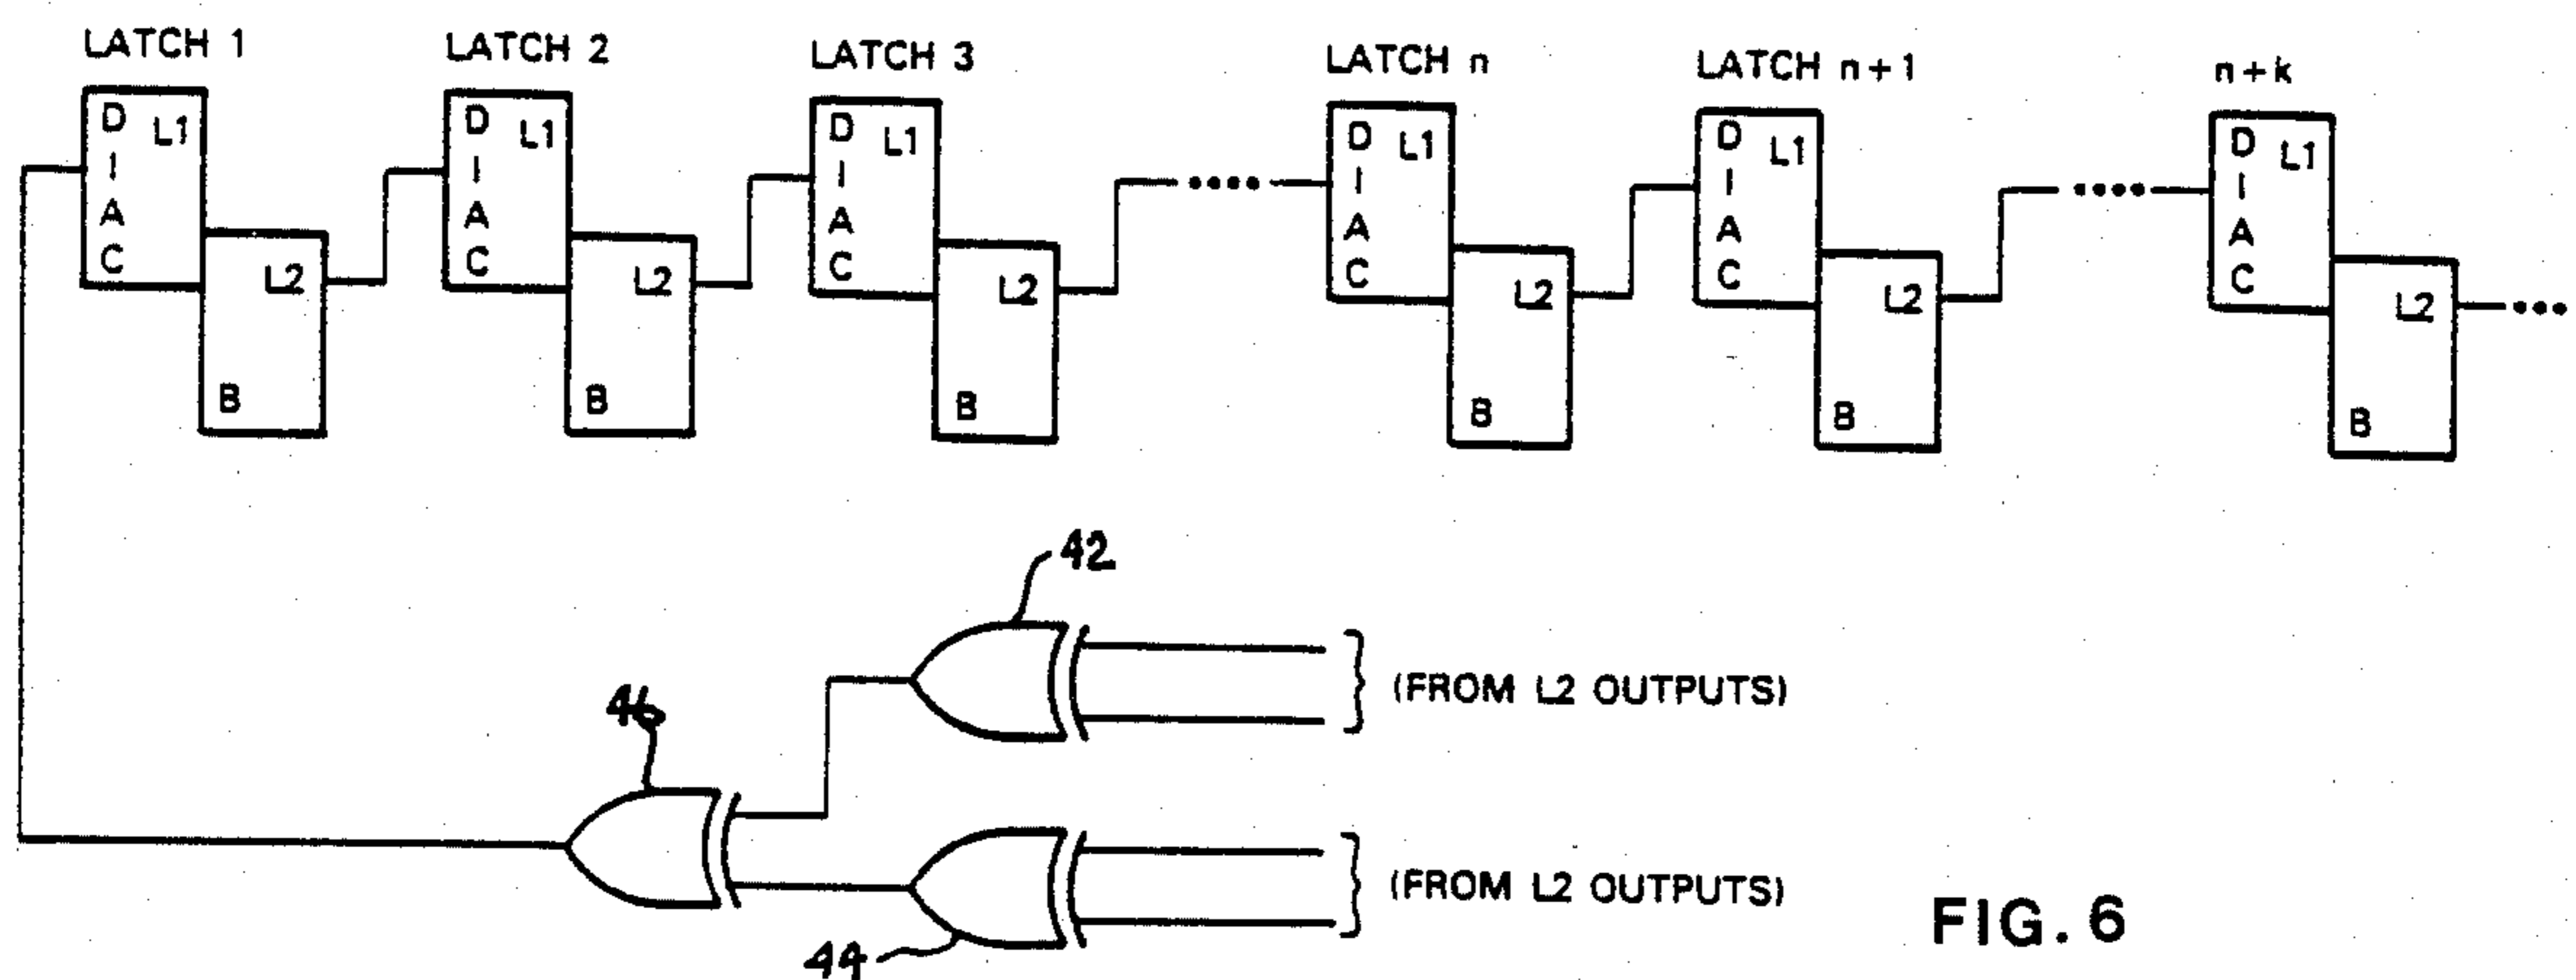 LATCH 1
LATCH 2
LATCH 3
LATCH n
LATCH n+1
n+k
D L1
I
A
C
L2
B
D L1
I
A
C
L2
B
D L1
I
A
C
L2
B
D L1
I
A
C
L2
B
D L1
I
A
C
L2
B
D L1
I
A
C
L2
B
42
(FROM L2 OUTPUTS)
46
(FROM L2 OUTPUTS)
44
FIG. 6